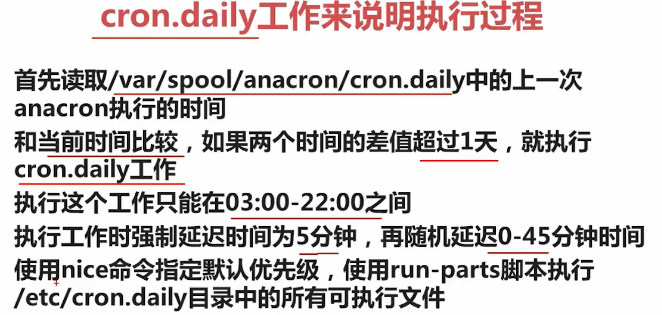 cron.daily工作来说明执行过程
首先读取/var/spool/anacron/cron.daily中的上一次
anacron执行的时间
和当前时间比较，如果两个时间的差值超过1天，就执行
cron.daily工作
执行这个工作只能在03:00-22:00之间
执行工作时强制延迟时间为5分钟，再随机延迟0-45分钟时间
使用nice命令指定默认优先级，使用run-parts脚本执行
/etc/cron.daily目录中的所有可执行文件